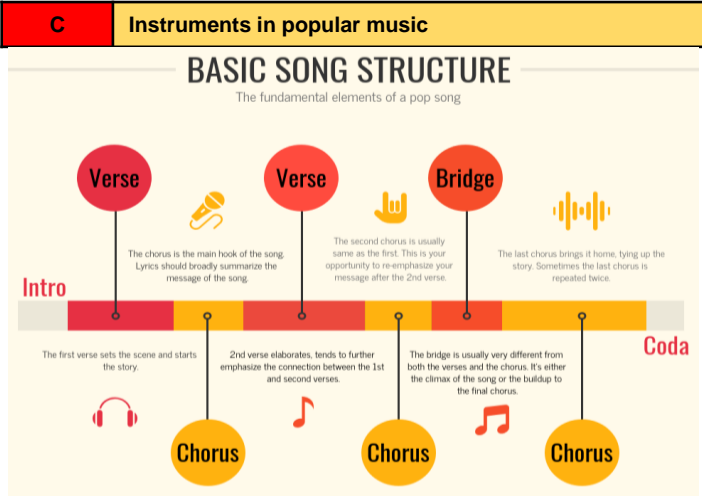 C
Instruments in popular music
BASIC SONG STRUCTURE
The fundamental elements of a pop song
Verse
Verse
Bridge
The chorus is the main hook of the song.
Lyrics should broadly summarize the
message of the song.
The second chorus is usually
same as the first. This is your
opportunity to re-emphasize your
message after the 2nd verse.
The last chorus brings it home, tying up the
story. Sometimes the last chorus is
repeated twice.
Intro
Coda
The first verse sets the scene and starts
the story.
2nd verse elaborates, tends to further
emphasize the connection between the 1st
and second verses.
The bridge is usually very different from
both the verses and the chorus. It's either
the climax of the song or the buildup to
the final chorus.
Chorus
Chorus
Chorus